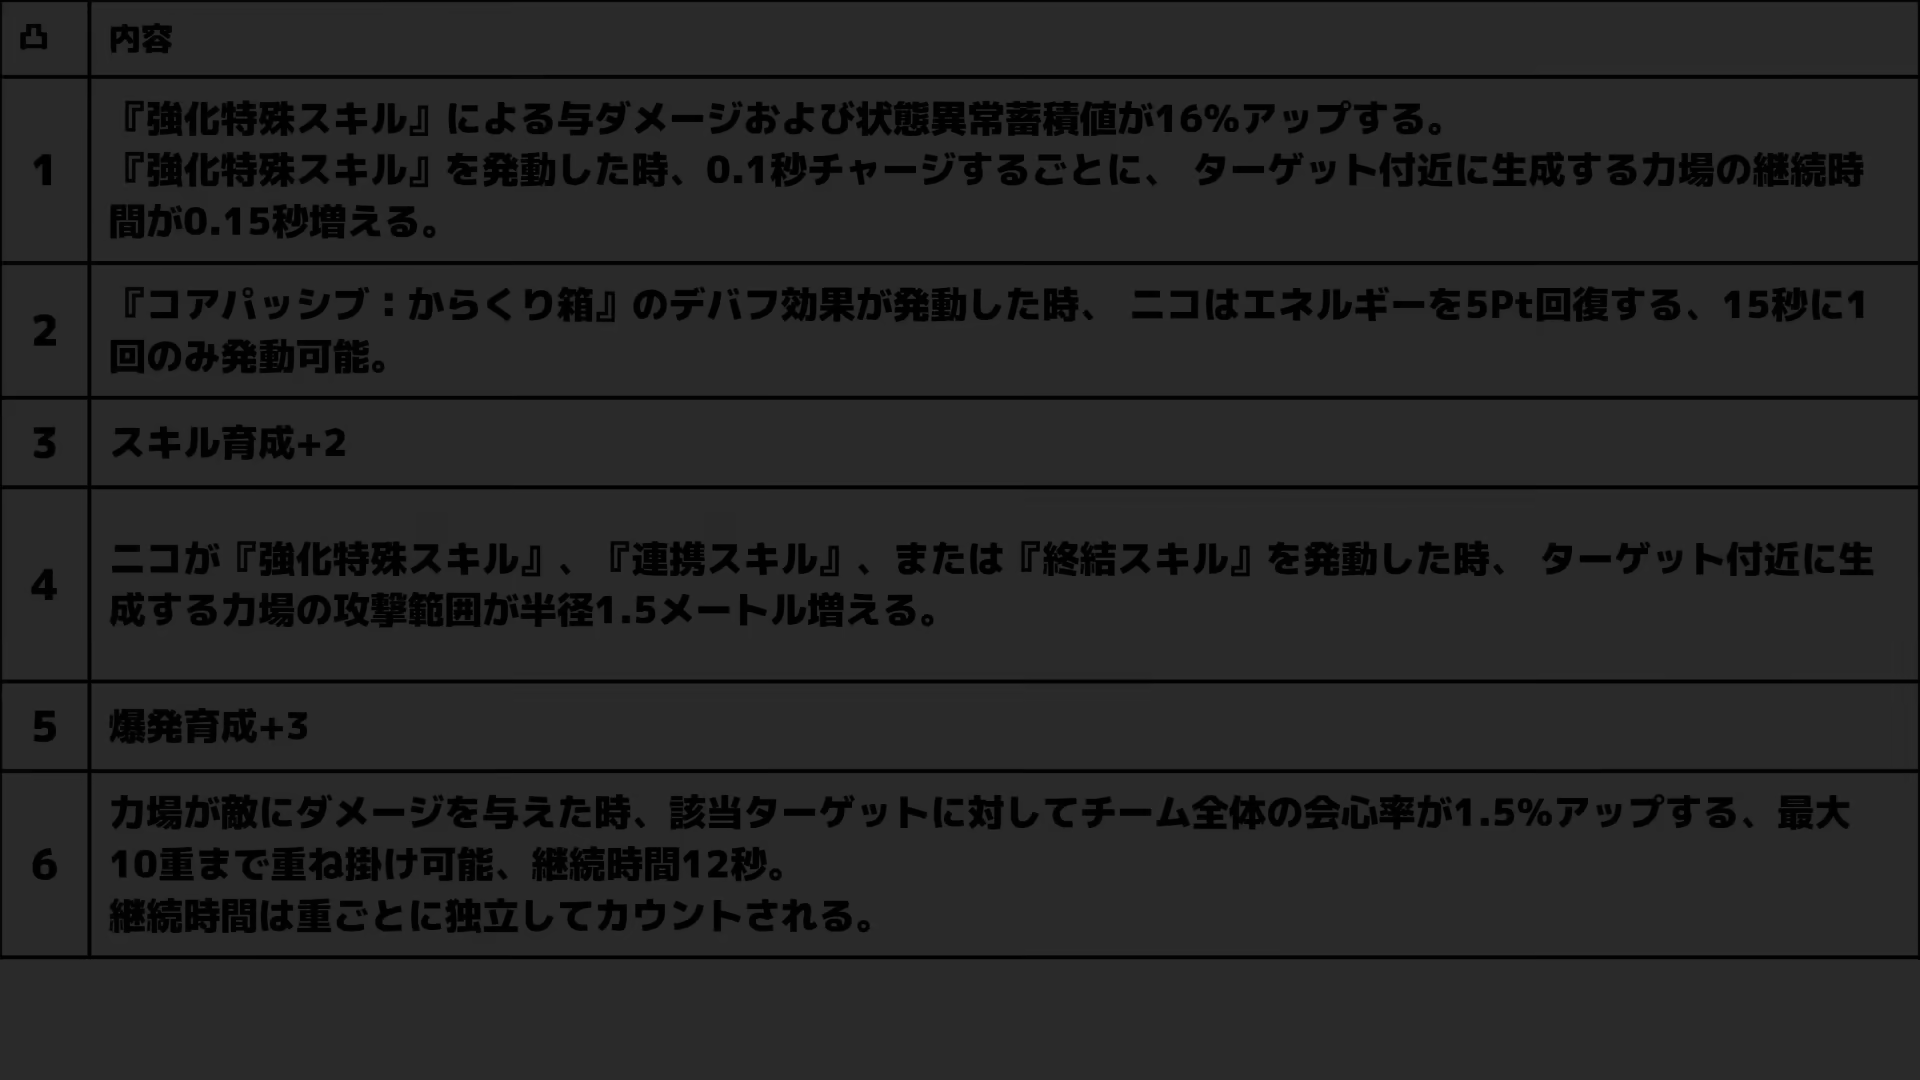 凸 内容
1
『強化特殊スキル』による与ダメージおよび状態異常蓄積値が16%アップする。
『強化特殊スキル』を発動した時、0.1秒チャージするごとに、 ターゲット付近に生成する力場の継続時
間が0.15秒増える。
2
『コアパッシブ：からくり箱』のデバフ効果が発動した時、 ニコはエネルギーを5Pt回復する、15秒に1
回のみ発動可能。
3
スキル育成+2
4
ニコが『強化特殊スキル』、『連携スキル』、または『終結スキル』を発動した時、 ターゲット付近に生
成する力場の攻撃範囲が半径1.5メートル増える。
5
爆発育成+3
6
力場が敵にダメージを与えた時、該当ターゲットに対してチーム全体の会心率が1.5%アップする、最大
10重まで重ね掛け可能、継続時間12秒。
継続時間は重ごとに独立してカウントされる。